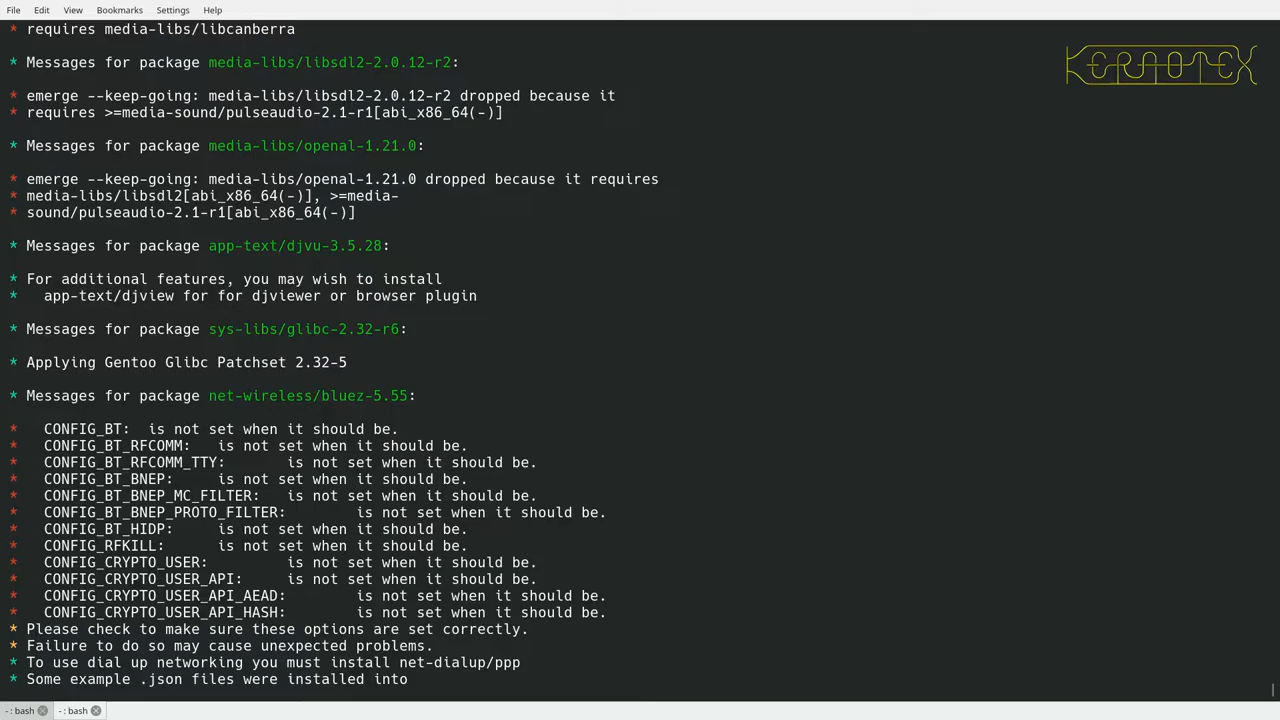 File Edit View Bookmarks Settings Help
* requires media-libs/libcanberra
KERNOTEX
* Messages for package media-libs/libsdl2-2.0.12-r2:
* emerge --keep-going: media-libs/libsdl2-2.0.12-r2 dropped because it
* requires >=media-sound/pulseaudio-2.1-r1[abi_x86_64(-)]
* Messages for package media-libs/openal-1.21.0:
* emerge --keep-going: media-libs/openal-1.21.0 dropped because it requires
* media-libs/libsdl2[abi_x86_64(-)], >=media-
* sound/pulseaudio-2.1-r1[abi_x86_64(-)]
* Messages for package app-text/djvu-3.5.28:
* For additional features, you may wish to install
* app-text/djview for for djviewer or browser plugin
* Messages for package sys-libs/glibc-2.32-r6:
* Applying Gentoo Glibc Patchset 2.32-5
* Messages for package net-wireless/bluez-5.55:
* CONFIG_BT: is not set when it should be.
* CONFIG_BT_RFCOMM: is not set when it should be.
* CONFIG_BT_RFCOMM_TTY: is not set when it should be.
* CONFIG_BT_BNEP: is not set when it should be.
* CONFIG_BT_BNEP_MC_FILTER: is not set when it should be.
* CONFIG_BT_BNEP_PROTO_FILTER: is not set when it should be.
* CONFIG_BT_HIDP: is not set when it should be.
* CONFIG_RFKILL: is not set when it should be.
* CONFIG_CRYPTO_USER: is not set when it should be.
* CONFIG_CRYPTO_USER_API: is not set when it should be.
* CONFIG_CRYPTO_USER_API_AEAD: is not set when it should be.
* CONFIG_CRYPTO_USER_API_HASH: is not set when it should be.
* Please check to make sure these options are set correctly.
* Failure to do so may cause unexpected problems.
* To use dial up networking you must install net-dialup/ppp
* Some example .json files were installed into
- : bash - : bash